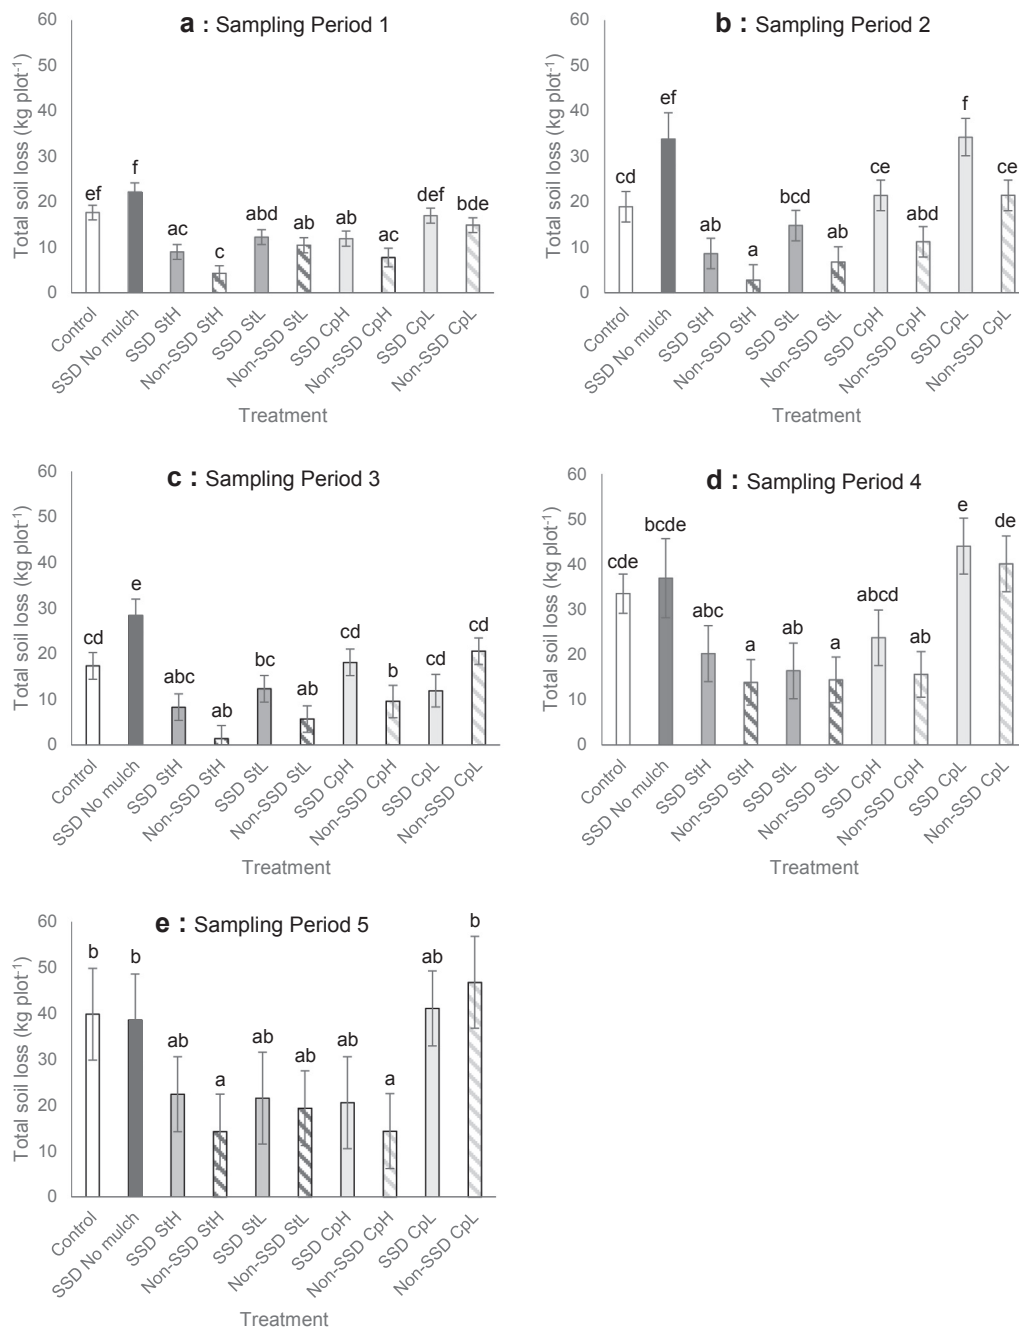 a : Sampling Period 1
Total soil loss (kg plot-1)
60
50
40
30
20
10
0
ef
f
ac
c
abd
ab
ab
ac
def
bde
Control
SSD No mulch
SSD StH
Non-SSD StH
SSD StL
Non-SSD StL
SSD CpH
Non-SSD CpH
SSD CpL
Non-SSD CpL
Treatment
b : Sampling Period 2
Total soil loss (kg plot-1)
60
50
40
30
20
10
0
cd
ef
ab
a
bcd
ab
ce
abd
f
ce
Control
SSD No mulch
SSD StH
Non-SSD StH
SSD StL
Non-SSD StL
SSD CpH
Non-SSD CpH
SSD CpL
Non-SSD CpL
Treatment
c : Sampling Period 3
Total soil loss (kg plot-1)
60
50
40
30
20
10
0
cd
e
abc
ab
bc
ab
cd
b
cd
cd
Control
SSD No mulch
SSD StH
Non-SSD StH
SSD StL
Non-SSD StL
SSD CpH
Non-SSD CpH
SSD CpL
Non-SSD CpL
Treatment
d : Sampling Period 4
Total soil loss (kg plot-1)
60
50
40
30
20
10
0
cde
bcde
abc
a
ab
a
abcd
ab
e
de
Control
SSD No mulch
SSD StH
Non-SSD StH
SSD StL
Non-SSD StL
SSD CpH
Non-SSD CpH
SSD CpL
Non-SSD CpL
Treatment
e : Sampling Period 5
Total soil loss (kg plot-1)
60
50
40
30
20
10
0
b
b
ab
a
ab
ab
ab
a
ab
b
Control
SSD No mulch
SSD StH
Non-SSD StH
SSD StL
Non-SSD StL
SSD CpH
Non-SSD CpH
SSD CpL
Non-SSD CpL
Treatment